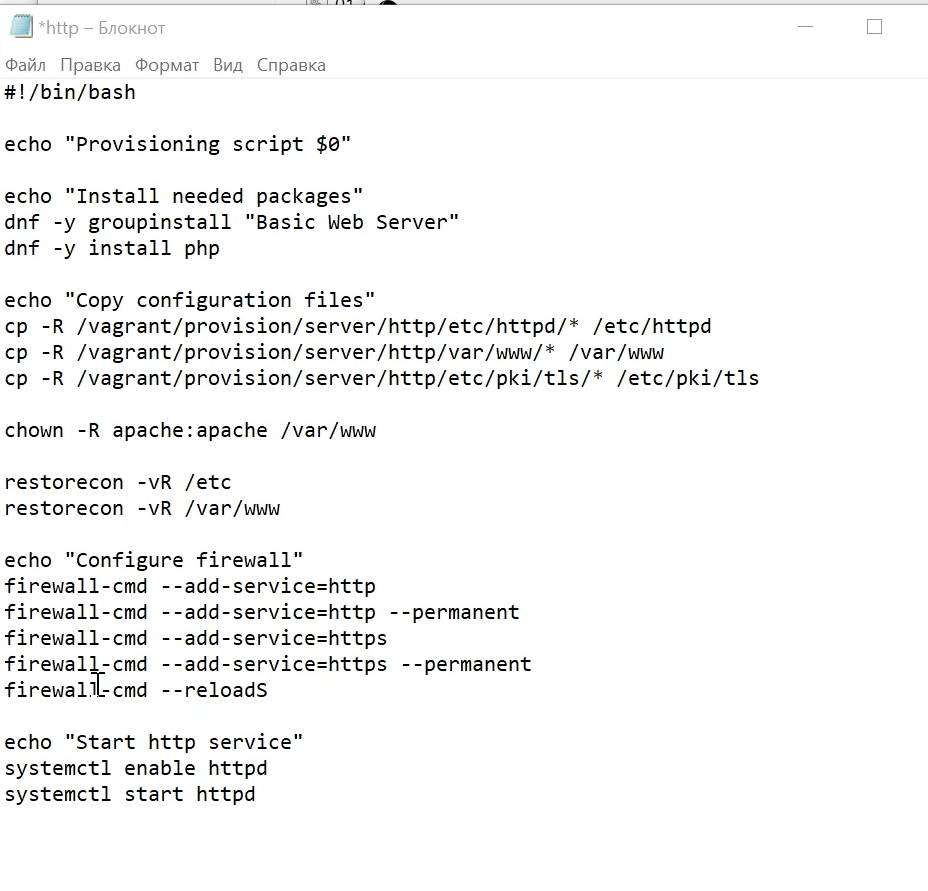 *http – Блокнот
Файл Правка Формат Вид Справка
#!/bin/bash
echo "Provisioning script $0"
echo "Install needed packages"
dnf -y groupinstall "Basic Web Server"
dnf -y install php
echo "Copy configuration files"
cp -R /vagrant/provision/server/http/etc/httpd/* /etc/httpd
cp -R /vagrant/provision/server/http/var/www/* /var/www
cp -R /vagrant/provision/server/http/etc/pki/tls/* /etc/pki/tls
chown -R apache:apache /var/www
restorecon -vR /etc
restorecon -vR /var/www
echo "Configure firewall"
firewall-cmd --add-service=http
firewall-cmd --add-service=http --permanent
firewall-cmd --add-service=https
firewall-cmd --add-service=https --permanent
firewall-cmd --reloadS
echo "Start http service"
systemctl enable httpd
systemctl start httpd